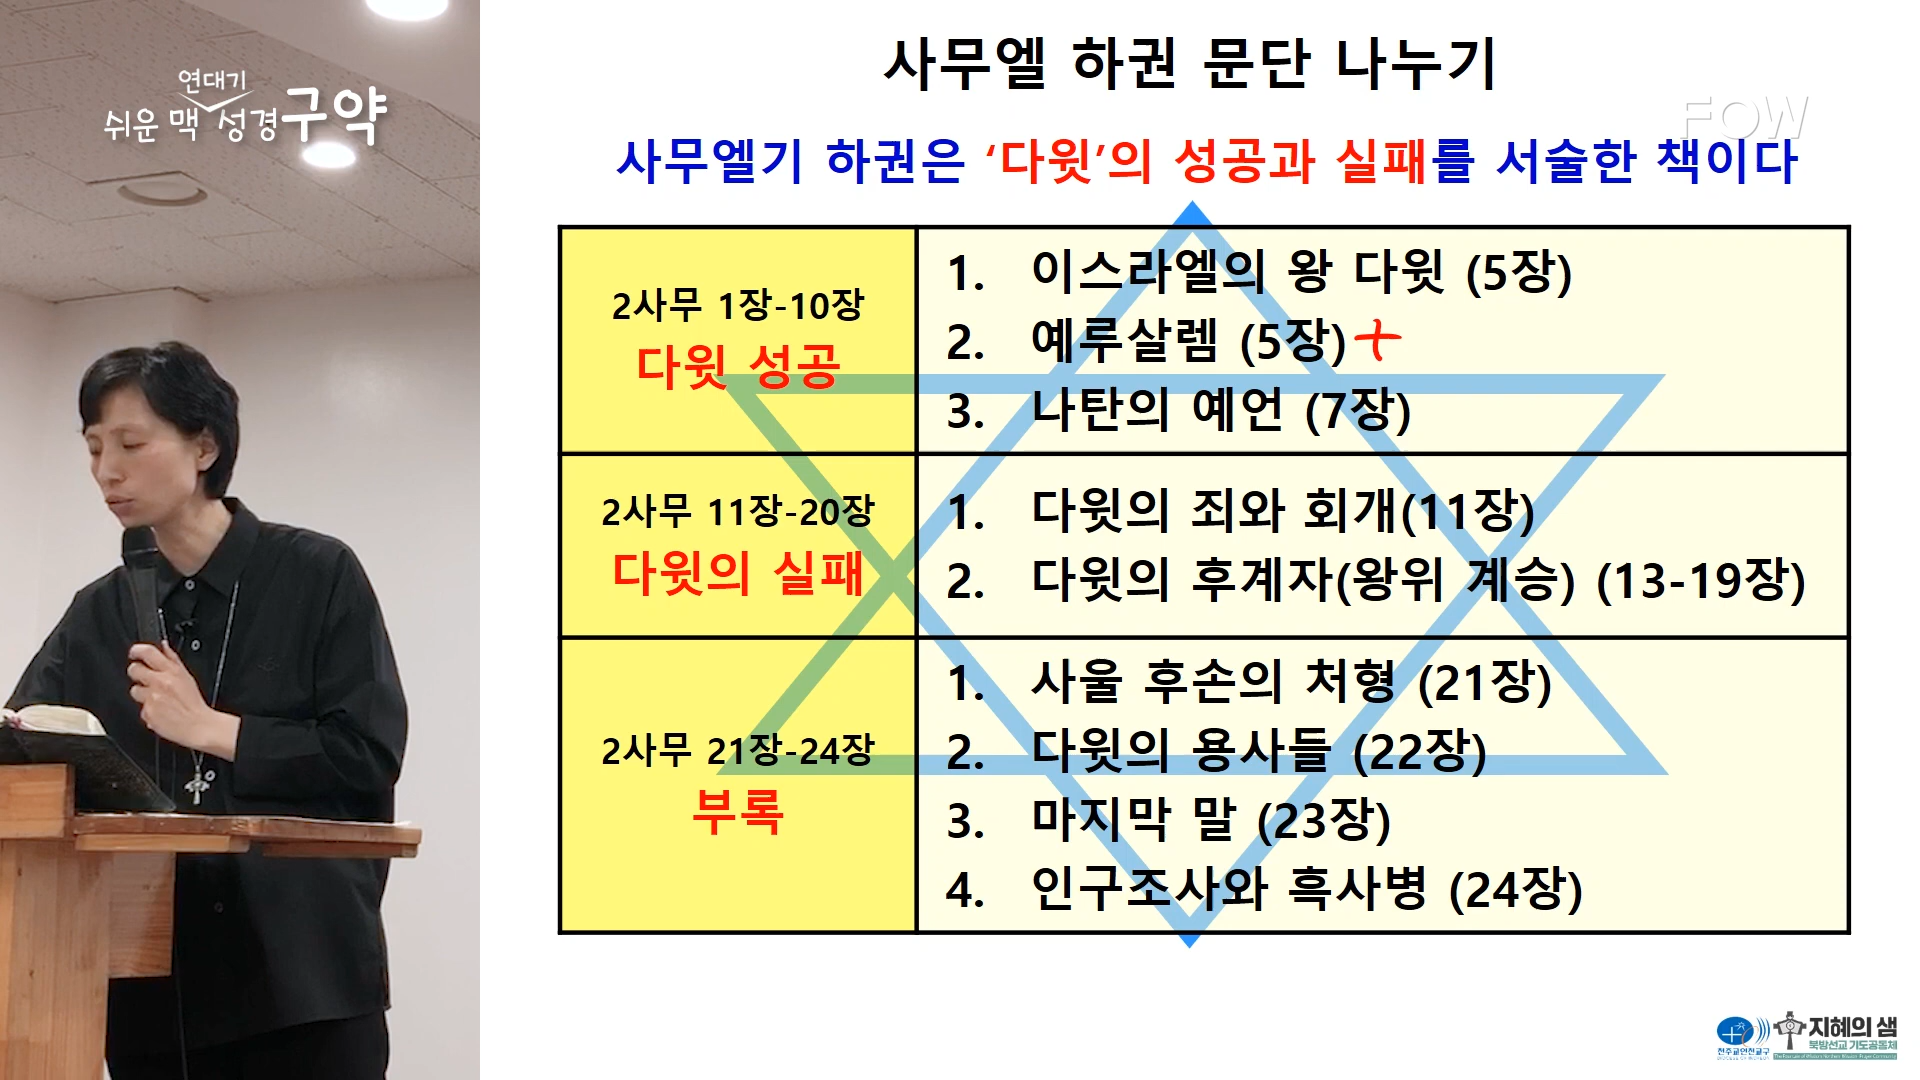 연대기
쉬운 맥 성경 구약
사무엘 하권 문단 나누기
FOW
사무엘기 하권은 ‘다윗’의 성공과 실패를 서술한 책이다
2사무 1장-10장
다윗 성공
1. 이스라엘의 왕 다윗 (5장)
2. 예루살렘 (5장)
3. 나탄의 예언 (7장)
2사무 11장-20장
다윗의 실패
1. 다윗의 죄와 회개(11장)
2. 다윗의 후계자(왕위 계승) (13-19장)
2사무 21장-24장
부록
1. 사울 후손의 처형 (21장)
2. 다윗의 용사들 (22장)
3. 마지막 말 (23장)
4. 인구조사와 흑사병 (24장)
천주교인천교구
지혜의 샘
북방선교 기도공동체